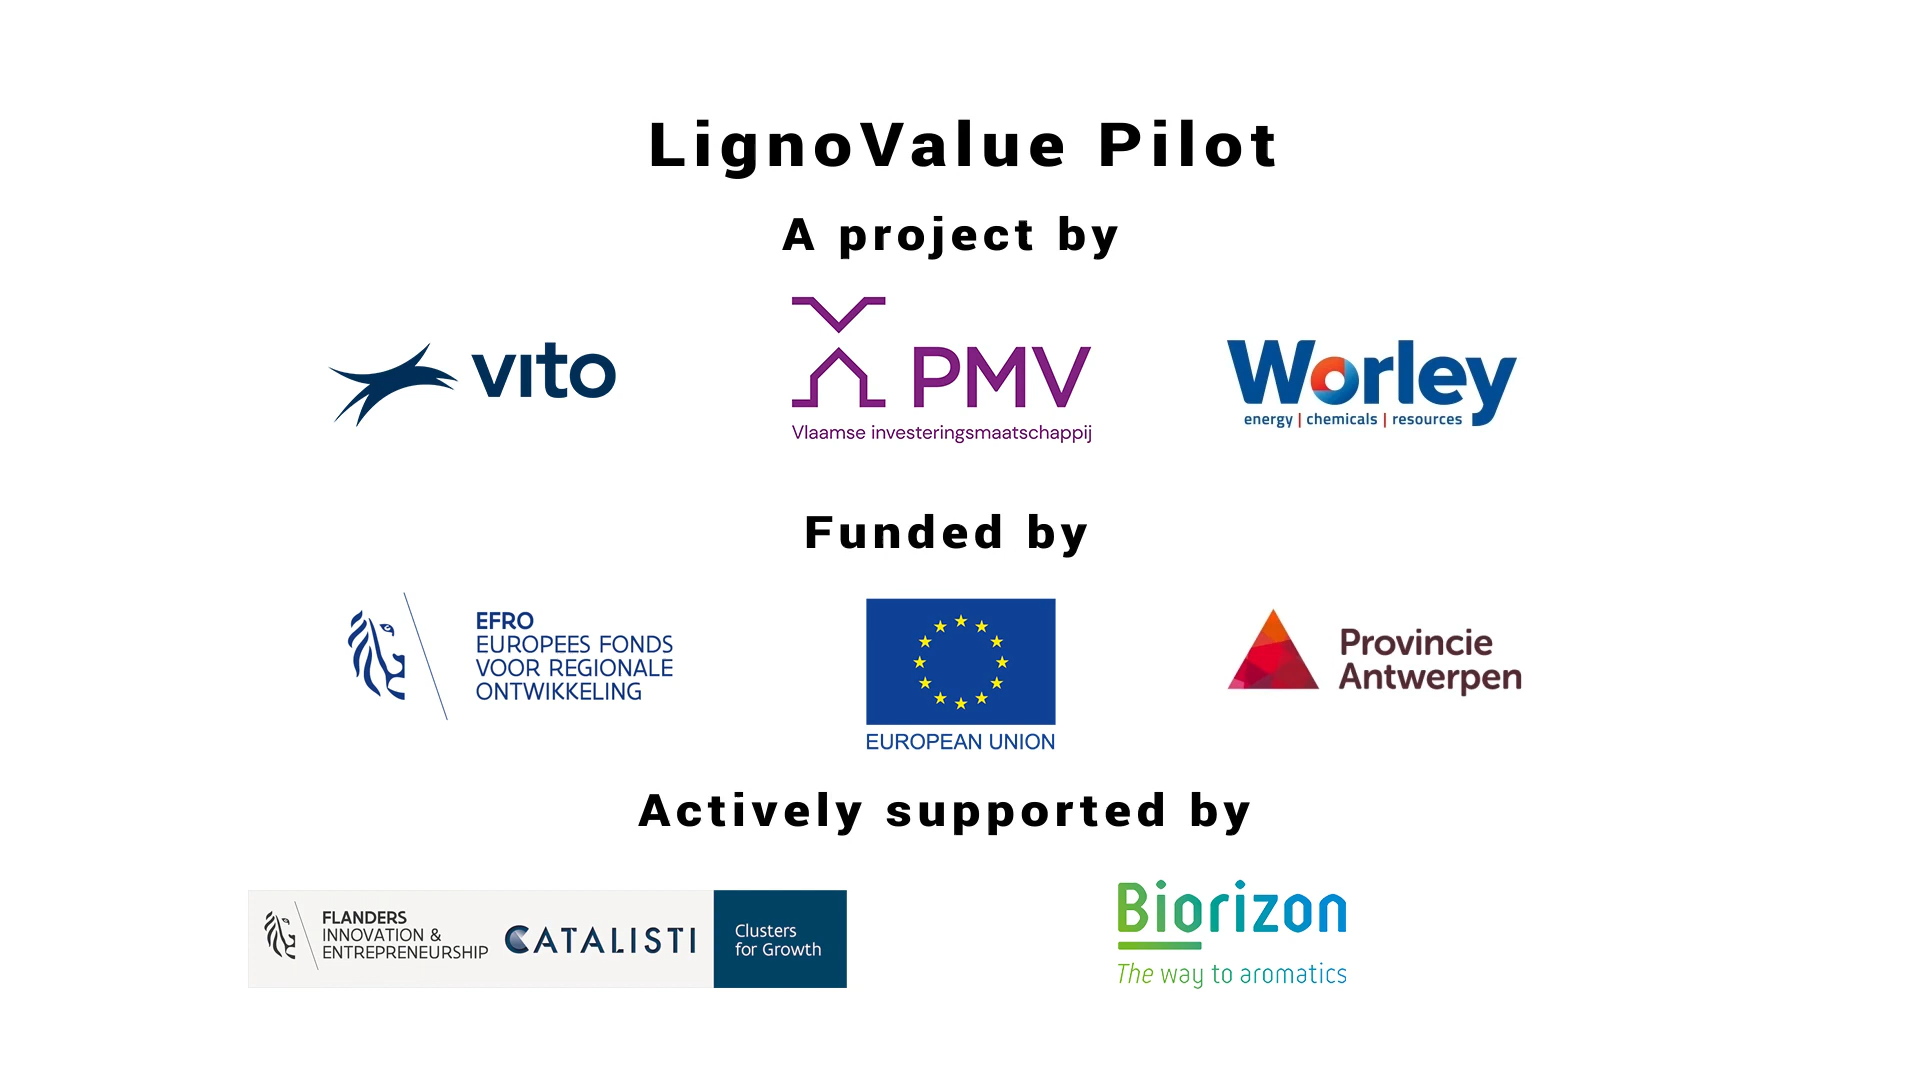 LignoValue Pilot
A project by
vito
PMV
Vlaamse investeringsmaatschappij
Worley
energy | chemicals | resources
Funded by
EFRO
EUROPEES FONDS
VOOR REGIONALE
ONTWIKKELING
EUROPEAN UNION
Provincie
Antwerpen
Actively supported by
FLANDERS
INNOVATION &
ENTREPRENEURSHIP
CATALISTI
Clusters
for Growth
Biorizon
The way to aromatics